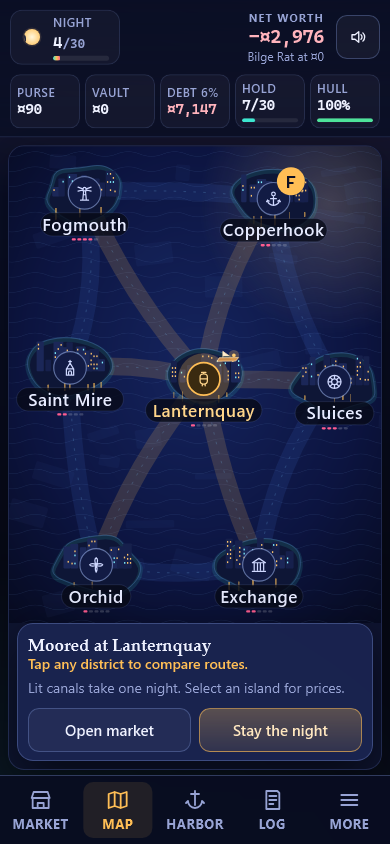 NIGHT
4/30
NET WORTH
−¤2,976
Bilge Rat at ¤0
PURSE
¤90
VAULT
¤0
DEBT 6%
¤7,147
HOLD
7/30
HULL
100%
F
Fogmouth
Copperhook
Saint Mire
Lanternquay
Sluices
Orchid
Exchange
Moored at Lanternquay
Tap any district to compare routes.
Lit canals take one night. Select an island for prices.
Open market
Stay the night
MARKET
MAP
HARBOR
LOG
MORE